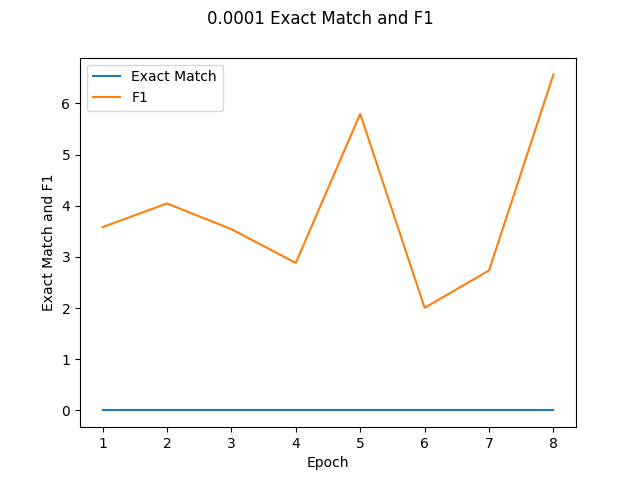 0.0001 Exact Match and F1
Exact Match
F1
Exact Match and F1
6
5
4
3
2
1
0
1 2 3 4 5 6 7 8
Epoch